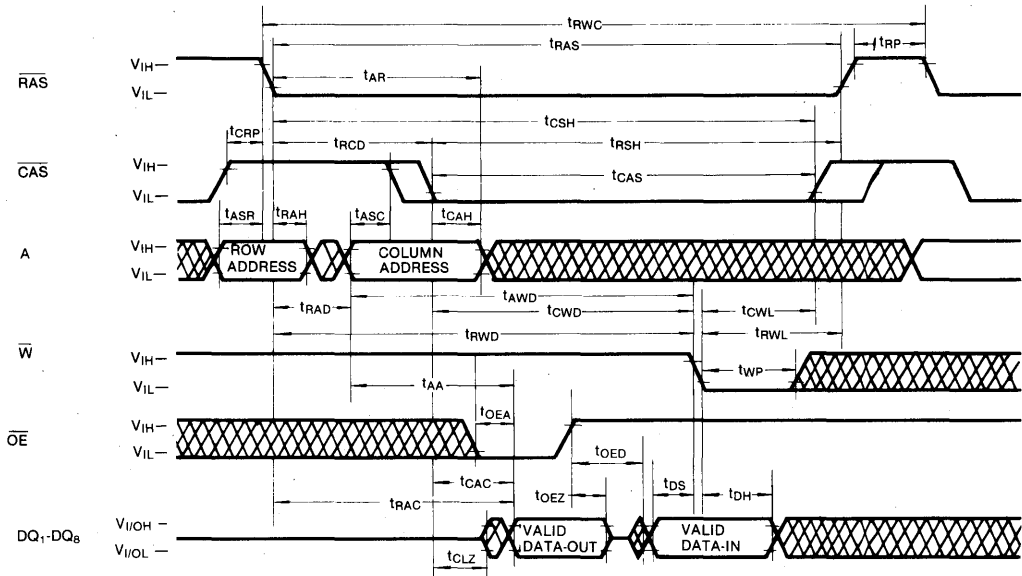 tRWC
tRAS
tRP
RAS
VIH—
VIL—
tAR
tCSH
tCRP
tRCD
tRSH
CAS
VIH—
VIL—
tCAS
tASR
tRAH
tASC
tCAH
A
VIH—
VIL—
ROW
ADDRESS
COLUMN
ADDRESS
tRAD
tAWD
tCWD
tCWL
tRWD
tRWL
W
VIH—
VIL—
tWP
tAA
OE
VIH—
VIL—
tOEA
tOED
tCAC
tRAC
tOEZ
tDS
tDH
DQ1-DQ8
VI/OH—
VI/OL—
VALID
DATA-OUT
VALID
DATA-IN
tCLZ